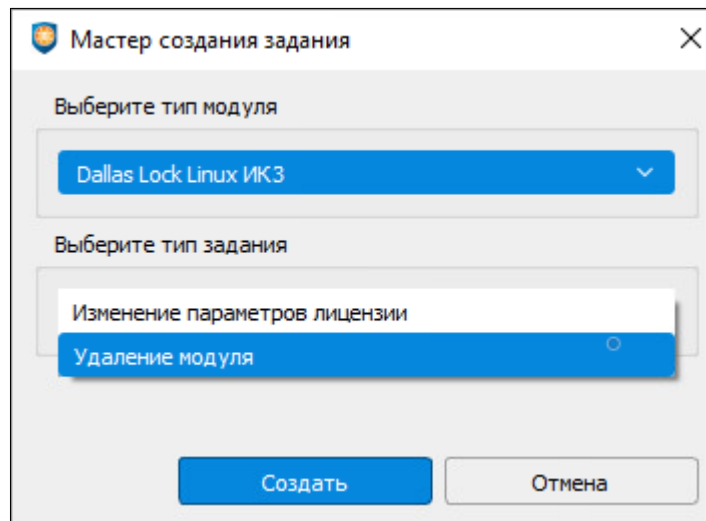 Мастер создания задания
Выберите тип модуля
Dallas Lock Linux ИКЗ
Выберите тип задания
Изменение параметров лицензии
Удаление модуля
Создать Отмена